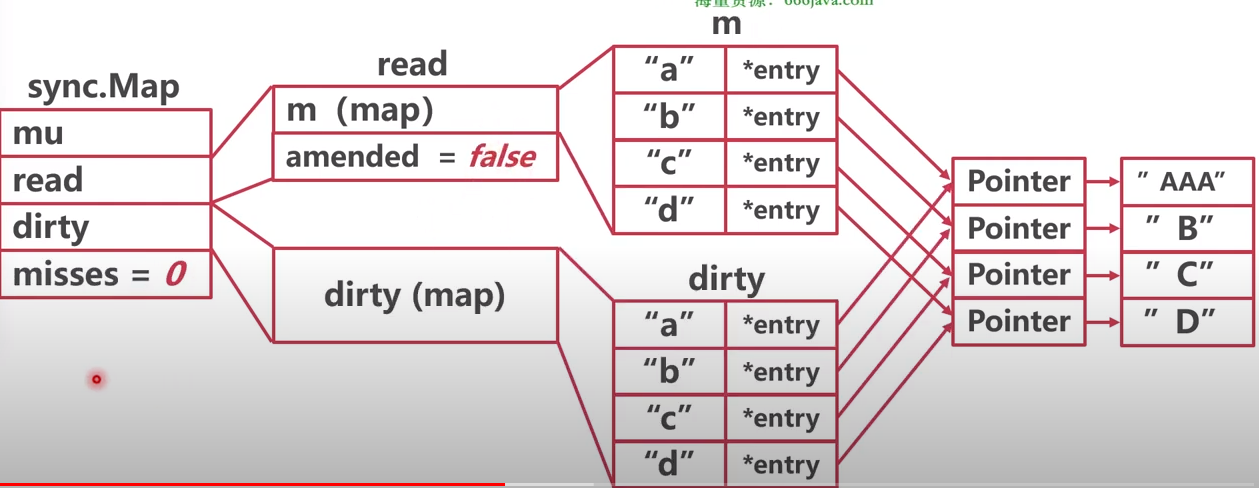 海量资源：666java.com
m
read
sync.Map
mu
read
dirty
misses = 0
m (map)
amended = false
dirty (map)
“a” *entry
“b” *entry
“c” *entry
“d” *entry
dirty
“a” *entry
“b” *entry
“c” *entry
“d” *entry
Pointer ” AAA”
Pointer ” B”
Pointer ” C”
Pointer ” D”